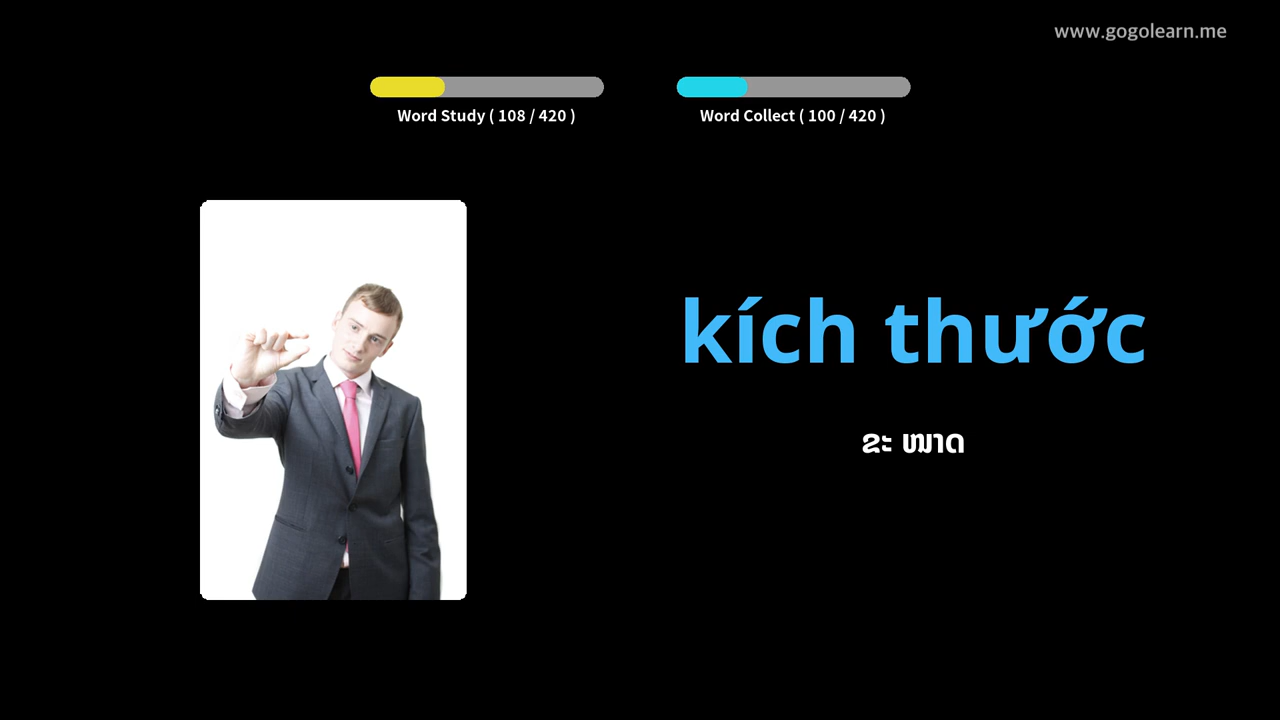 www.gogolearn.me
Word Study ( 108 / 420 )
Word Collect ( 100 / 420 )
kích thước
ຂະ ໜາດ